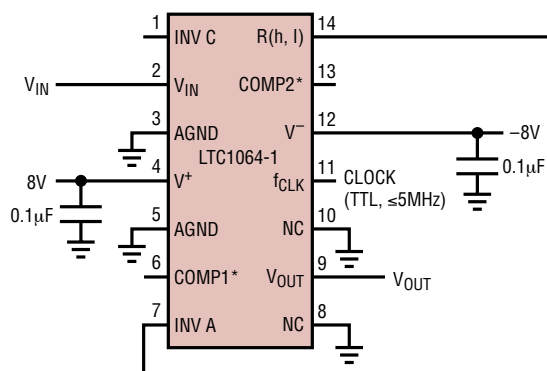 1 INV C R(h, I) 14
V_IN 2 V_IN COMP2* 13
3 AGND V⁻ 12 –8V
LTC1064-1
0.1µF
8V 4 V⁺ f_CLK 11 CLOCK
(TTL, ≤5MHz)
0.1µF
5 AGND NC 10
6 COMP1* V_OUT 9 V_OUT
7 INV A NC 8